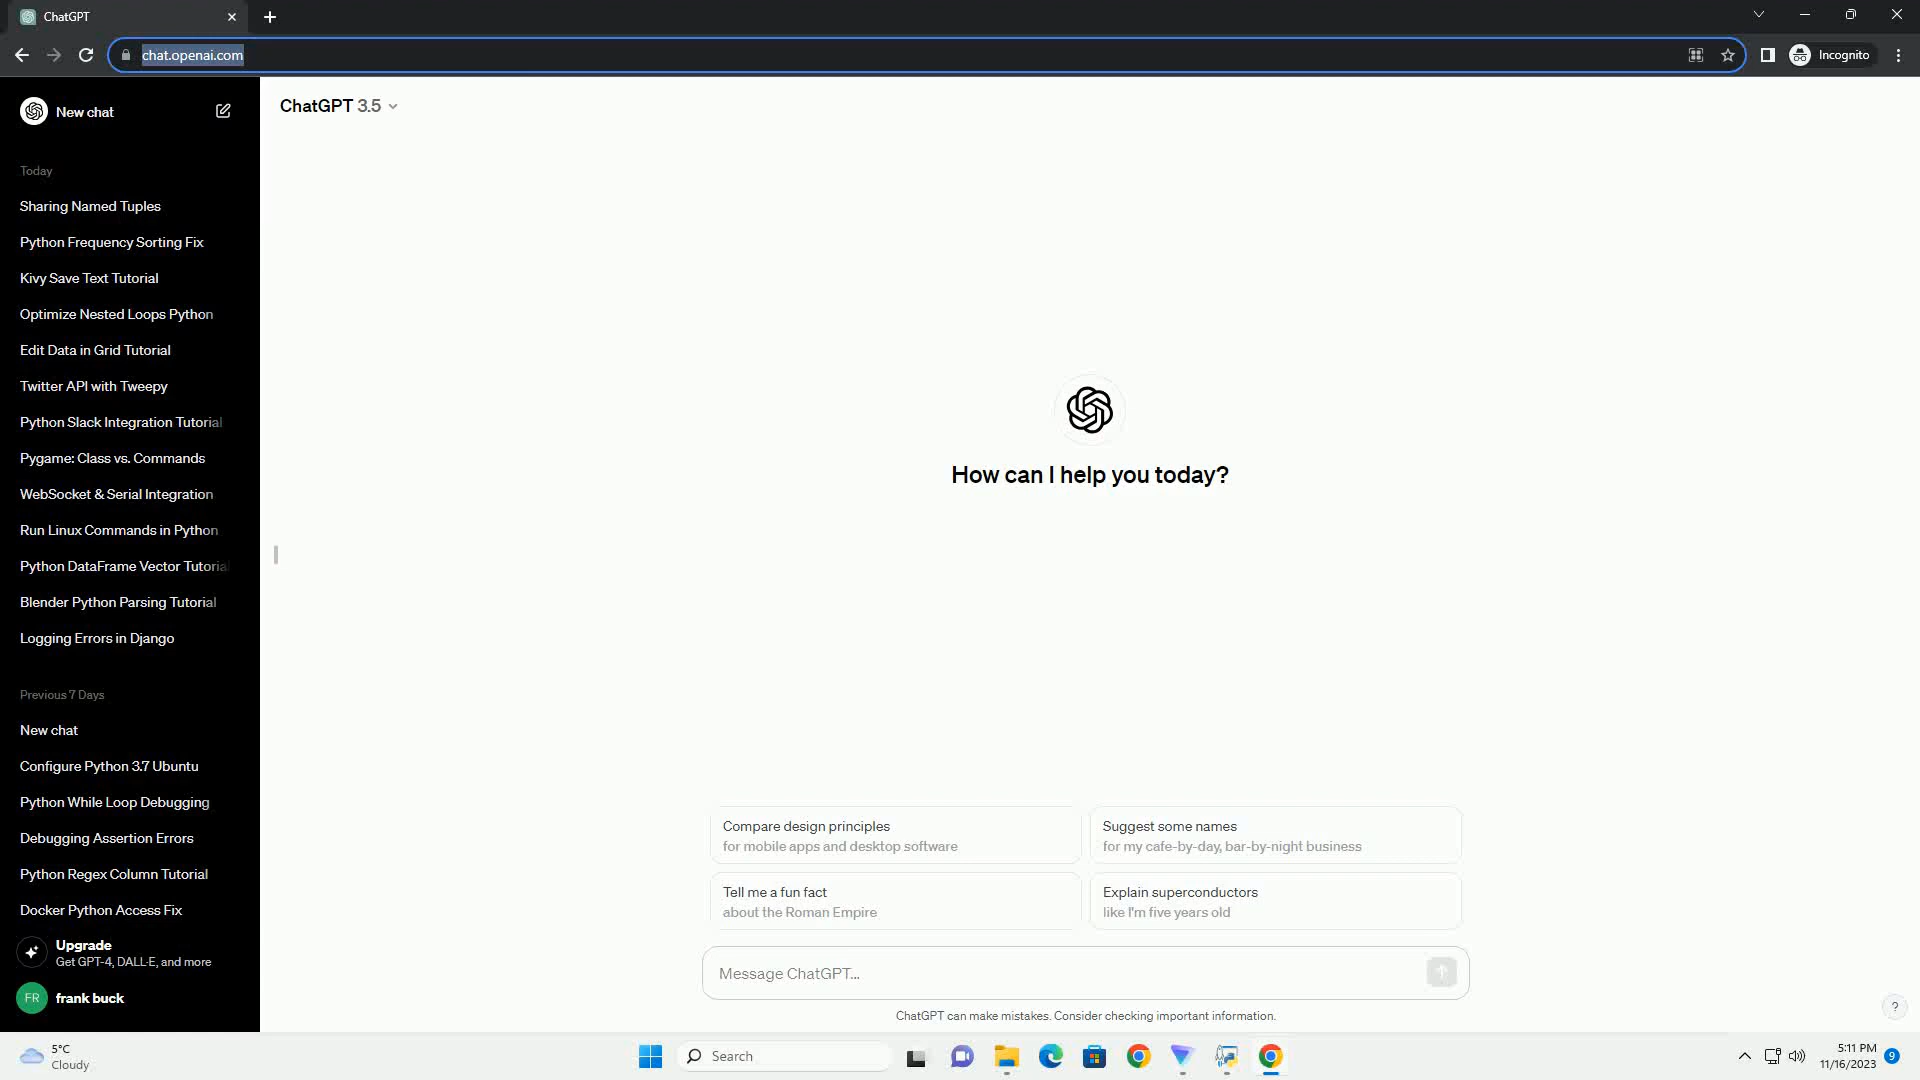 ChatGPT
chat.openai.com
Incognito
New chat
ChatGPT 3.5
Today
Sharing Named Tuples
Python Frequency Sorting Fix
Kivy Save Text Tutorial
Optimize Nested Loops Python
Edit Data in Grid Tutorial
Twitter API with Tweepy
Python Slack Integration Tutorial
Pygame: Class vs. Commands
WebSocket & Serial Integration
Run Linux Commands in Python
Python DataFrame Vector Tutoria
Blender Python Parsing Tutorial
Logging Errors in Django
Previous 7 Days
New chat
Configure Python 3.7 Ubuntu
Python While Loop Debugging
Debugging Assertion Errors
Python Regex Column Tutorial
Docker Python Access Fix
Upgrade
Get GPT-4, DALL·E, and more
FR frank buck
How can I help you today?
Compare design principles
for mobile apps and desktop software
Suggest some names
for my cafe-by-day, bar-by-night business
Tell me a fun fact
about the Roman Empire
Explain superconductors
like I'm five years old
Message ChatGPT...
ChatGPT can make mistakes. Consider checking important information.
?
5°C
Cloudy
Search
5:11 PM
11/16/2023
9